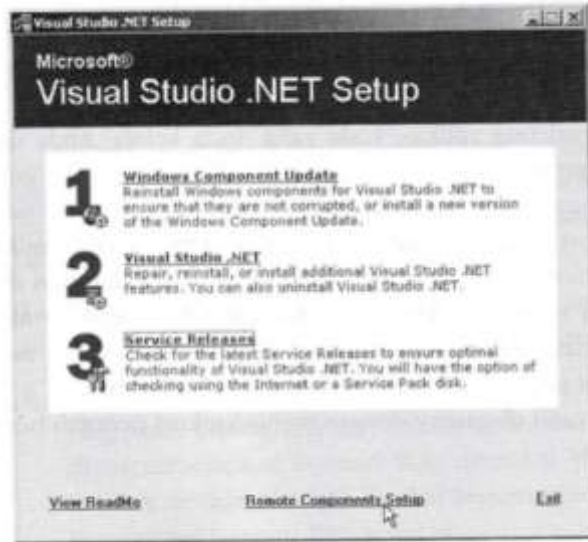 Visual Studio .NET Setup
Microsoft®
Visual Studio .NET Setup
1 Windows Component Update
Reinstall Windows components for Visual Studio .NET to
ensure that they are not corrupted, or install a new version
of the Windows Component Update.
2 Visual Studio .NET
Repair, reinstall, or install additional Visual Studio .NET
features. You can also uninstall Visual Studio .NET.
3 Service Releases
Check for the latest Service Releases to ensure optimal
functionality of Visual Studio .NET. You will have the option of
checking using the Internet or a Service Pack disk.
View ReadMe Remote Components Setup Exit